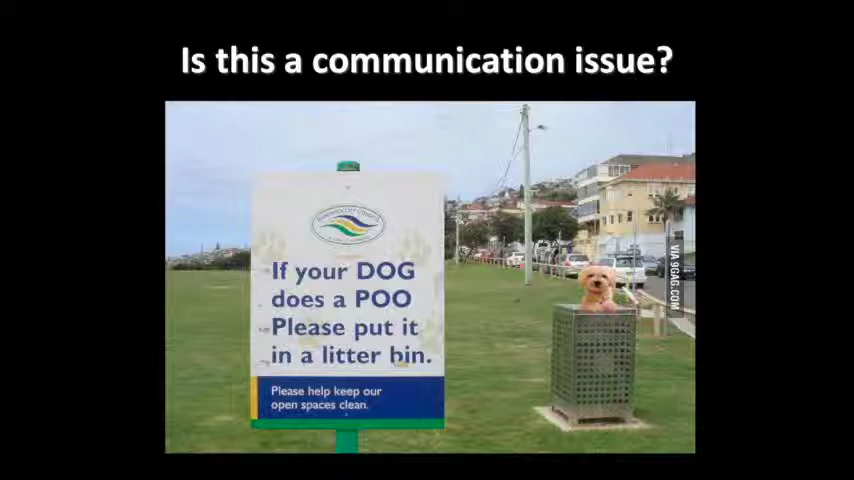 Is this a communication issue?
If your DOG
does a POO
Please put it
in a litter bin.
Please help keep our
open spaces clean.
VIA 9GAG.COM